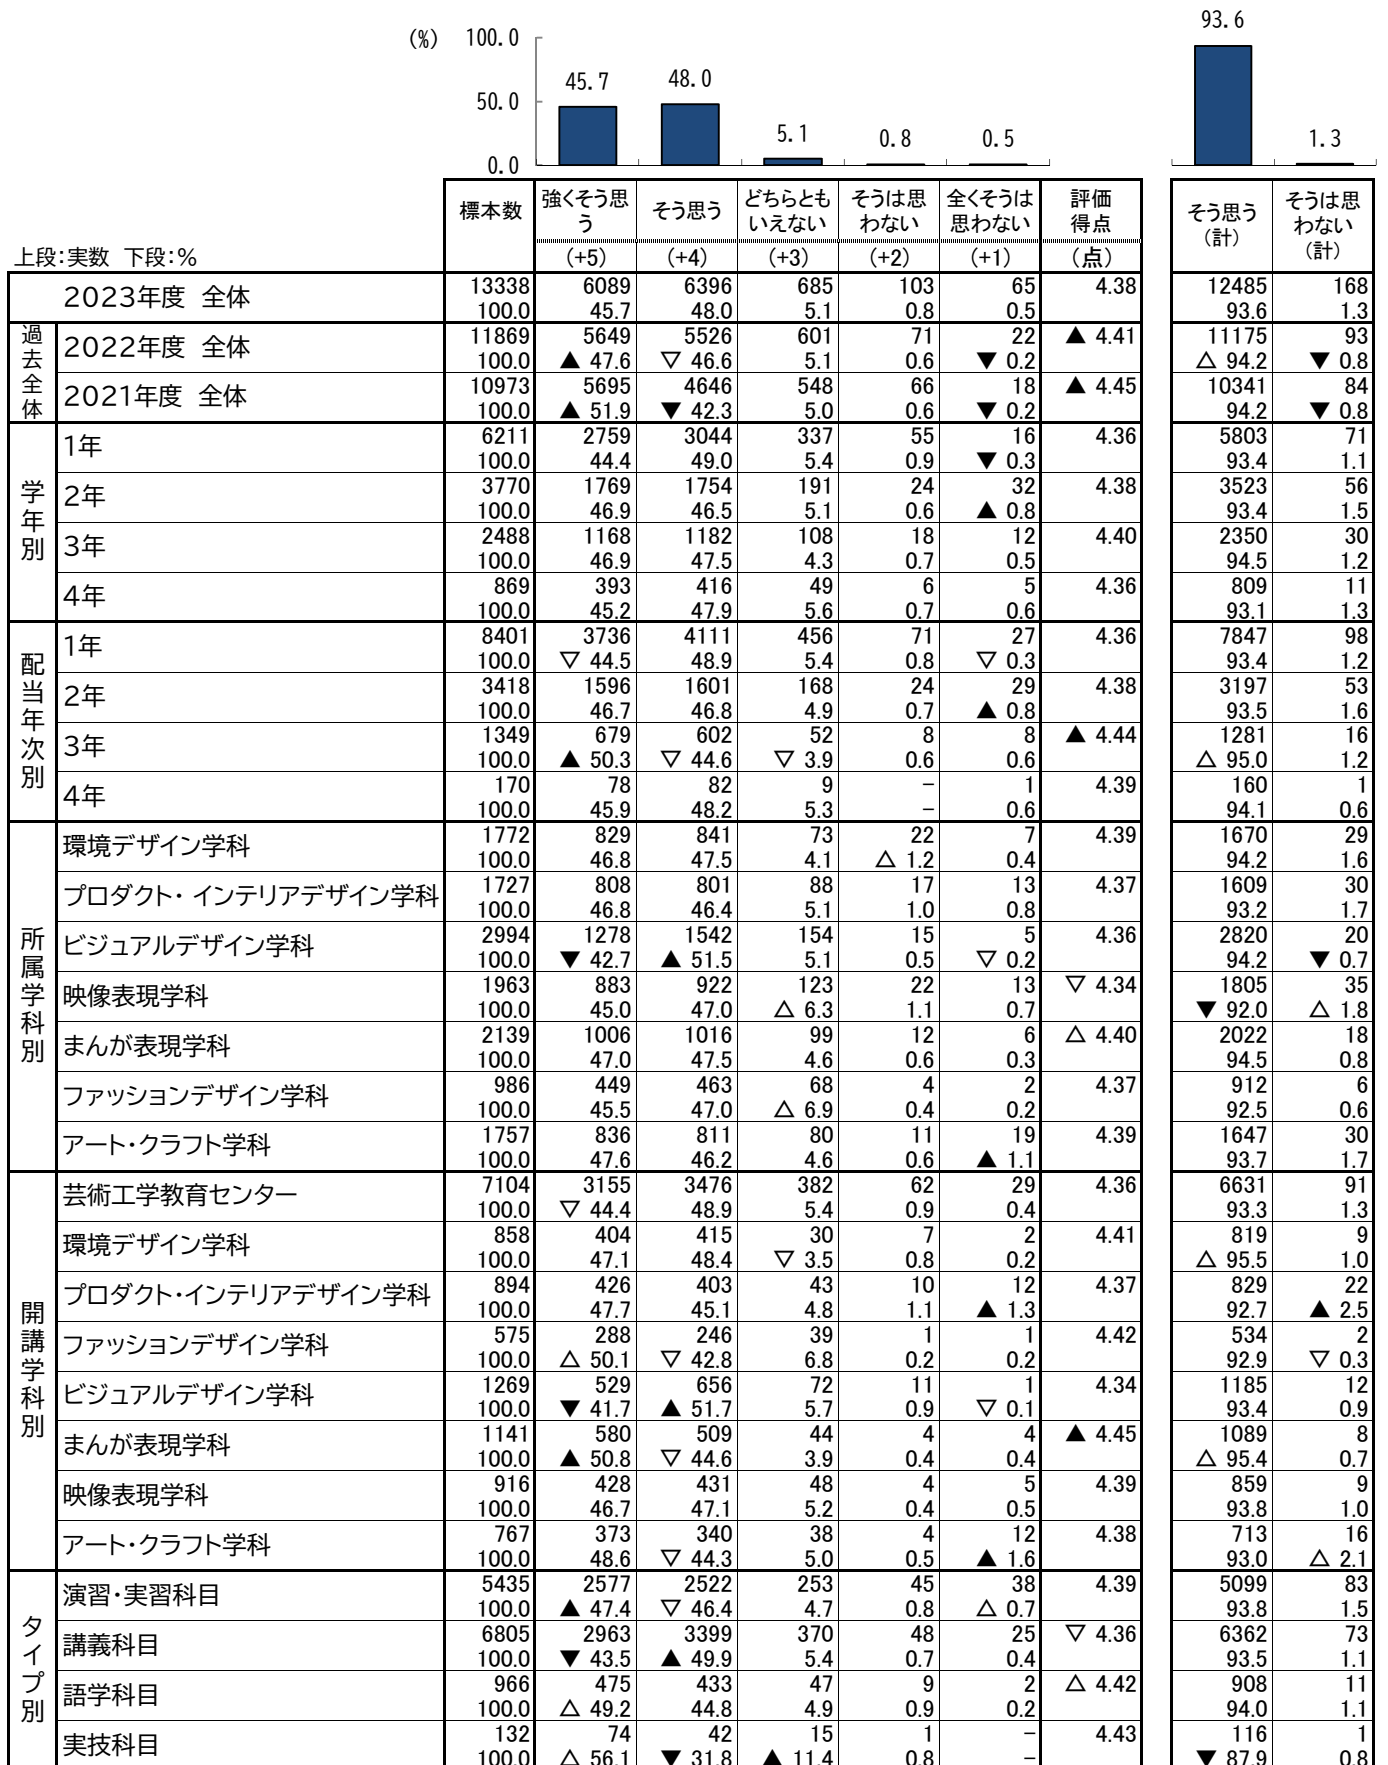 93.6
(%) 100.0
45.7 48.0
50.0
5.1 0.8 0.5 1.3
0.0
標本数 強くそう思う そう思う どちらともいえない そうは思わない 全くそうは思わない 評価得点 そう思う(計) そうは思わない(計)
上段:実数 下段:% (+5) (+4) (+3) (+2) (+1) (点)
2023年度 全体 13338 6089 6396 685 103 65 4.38 12485 168
100.0 45.7 48.0 5.1 0.8 0.5 93.6 1.3
過去全体
2022年度 全体 11869 5649 5526 601 71 22 ▲ 4.41 11175 93
100.0 ▲ 47.6 ▽ 46.6 5.1 0.6 ▼ 0.2 △ 94.2 ▼ 0.8
2021年度 全体 10973 5695 4646 548 66 18 ▲ 4.45 10341 84
100.0 ▲ 51.9 ▼ 42.3 5.0 0.6 ▼ 0.2 94.2 ▼ 0.8
学年別
1年 6211 2759 3044 337 55 16 4.36 5803 71
100.0 44.4 49.0 5.4 0.9 ▼ 0.3 93.4 1.1
2年 3770 1769 1754 191 24 32 4.38 3523 56
100.0 46.9 46.5 5.1 0.6 ▲ 0.8 93.4 1.5
3年 2488 1168 1182 108 18 12 4.40 2350 30
100.0 46.9 47.5 4.3 0.7 0.5 94.5 1.2
4年 869 393 416 49 6 5 4.36 809 11
100.0 45.2 47.9 5.6 0.7 0.6 93.1 1.3
配当年次別
1年 8401 3736 4111 456 71 27 4.36 7847 98
100.0 ▽ 44.5 48.9 5.4 0.8 ▽ 0.3 93.4 1.2
2年 3418 1596 1601 168 24 29 4.38 3197 53
100.0 46.7 46.8 4.9 0.7 ▲ 0.8 93.5 1.6
3年 1349 679 602 52 8 8 ▲ 4.44 1281 16
100.0 ▲ 50.3 ▽ 44.6 ▽ 3.9 0.6 0.6 △ 95.0 1.2
4年 170 78 82 9 － 1 4.39 160 1
100.0 45.9 48.2 5.3 － 0.6 94.1 0.6
所属学科別
環境デザイン学科 1772 829 841 73 22 7 4.39 1670 29
100.0 46.8 47.5 4.1 △ 1.2 0.4 94.2 1.6
プロダクト・ インテリアデザイン学科 1727 808 801 88 17 13 4.37 1609 30
100.0 46.8 46.4 5.1 1.0 0.8 93.2 1.7
ビジュアルデザイン学科 2994 1278 1542 154 15 5 4.36 2820 20
100.0 ▼ 42.7 ▲ 51.5 5.1 0.5 ▽ 0.2 94.2 ▼ 0.7
映像表現学科 1963 883 922 123 22 13 ▽ 4.34 1805 35
100.0 45.0 47.0 △ 6.3 1.1 0.7 ▼ 92.0 △ 1.8
まんが表現学科 2139 1006 1016 99 12 6 △ 4.40 2022 18
100.0 47.0 47.5 4.6 0.6 0.3 94.5 0.8
ファッションデザイン学科 986 449 463 68 4 2 4.37 912 6
100.0 45.5 47.0 △ 6.9 0.4 0.2 92.5 0.6
アート・クラフト学科 1757 836 811 80 11 19 4.39 1647 30
100.0 47.6 46.2 4.6 0.6 ▲ 1.1 93.7 1.7
開講学科別
芸術工学教育センター 7104 3155 3476 382 62 29 4.36 6631 91
100.0 ▽ 44.4 48.9 5.4 0.9 0.4 93.3 1.3
環境デザイン学科 858 404 415 30 7 2 4.41 819 9
100.0 47.1 48.4 ▽ 3.5 0.8 0.2 △ 95.5 1.0
プロダクト・インテリアデザイン学科 894 426 403 43 10 12 4.37 829 22
100.0 47.7 45.1 4.8 1.1 ▲ 1.3 92.7 ▲ 2.5
ファッションデザイン学科 575 288 246 39 1 1 4.42 534 2
100.0 △ 50.1 ▽ 42.8 6.8 0.2 0.2 92.9 ▽ 0.3
ビジュアルデザイン学科 1269 529 656 72 11 1 4.34 1185 12
100.0 ▼ 41.7 ▲ 51.7 5.7 0.9 ▽ 0.1 93.4 0.9
まんが表現学科 1141 580 509 44 4 4 ▲ 4.45 1089 8
100.0 ▲ 50.8 ▽ 44.6 3.9 0.4 0.4 △ 95.4 0.7
映像表現学科 916 428 431 48 4 5 4.39 859 9
100.0 46.7 47.1 5.2 0.4 0.5 93.8 1.0
アート・クラフト学科 767 373 340 38 4 12 4.38 713 16
100.0 48.6 ▽ 44.3 5.0 0.5 ▲ 1.6 93.0 △ 2.1
タイプ別
演習・実習科目 5435 2577 2522 253 45 38 4.39 5099 83
100.0 ▲ 47.4 ▽ 46.4 4.7 0.8 △ 0.7 93.8 1.5
講義科目 6805 2963 3399 370 48 25 ▽ 4.36 6362 73
100.0 ▼ 43.5 ▲ 49.9 5.4 0.7 0.4 93.5 1.1
語学科目 966 475 433 47 9 2 △ 4.42 908 11
100.0 △ 49.2 44.8 4.9 0.9 0.2 94.0 1.1
実技科目 132 74 42 15 1 － 4.43 116 1
100.0 △ 56.1 ▼ 31.8 ▲ 11.4 0.8 － ▼ 87.9 0.8